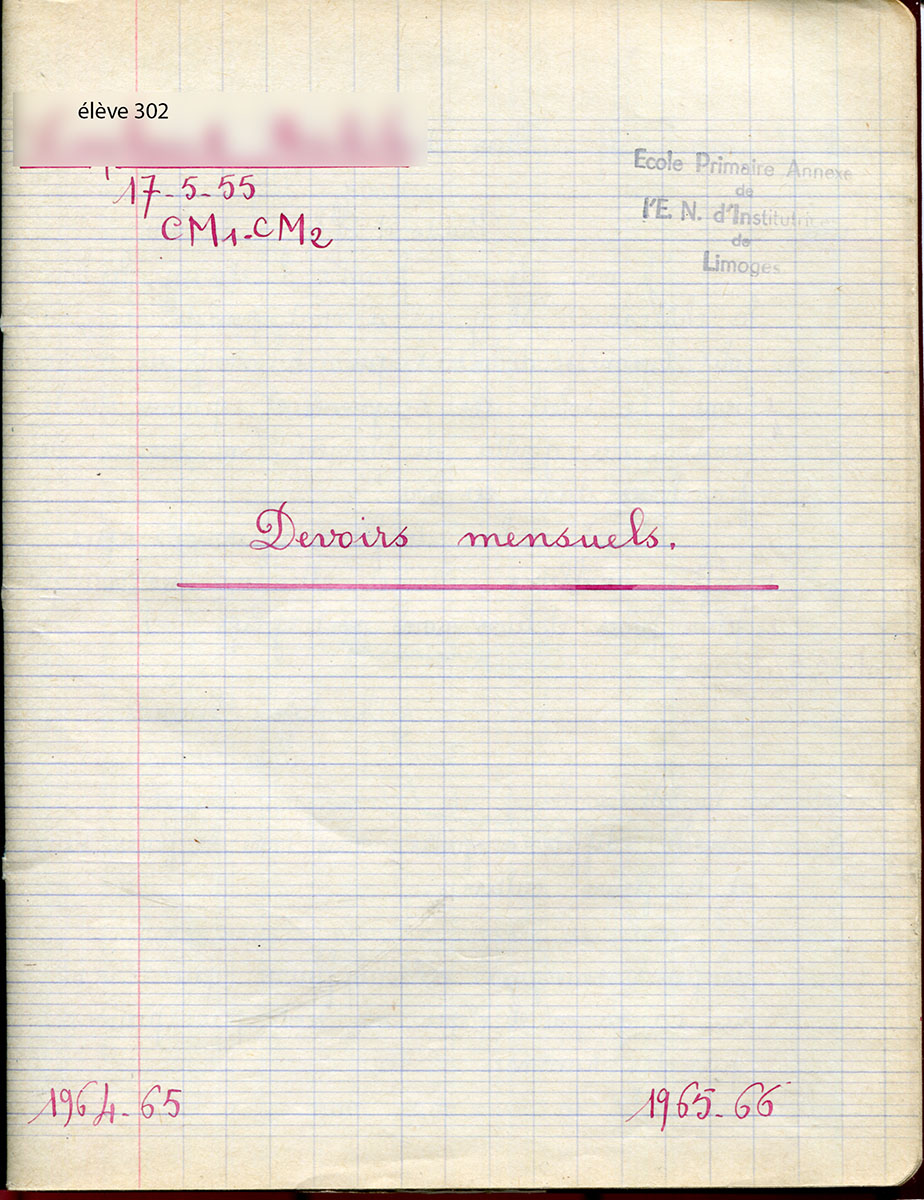 élève 302
17-5-55
CM1-CM2
Ecole Primaire Annexe
de
l'E. N. d'Institutrice
de
Limoges
Devoirs mensuels.
1964-65
1965-66